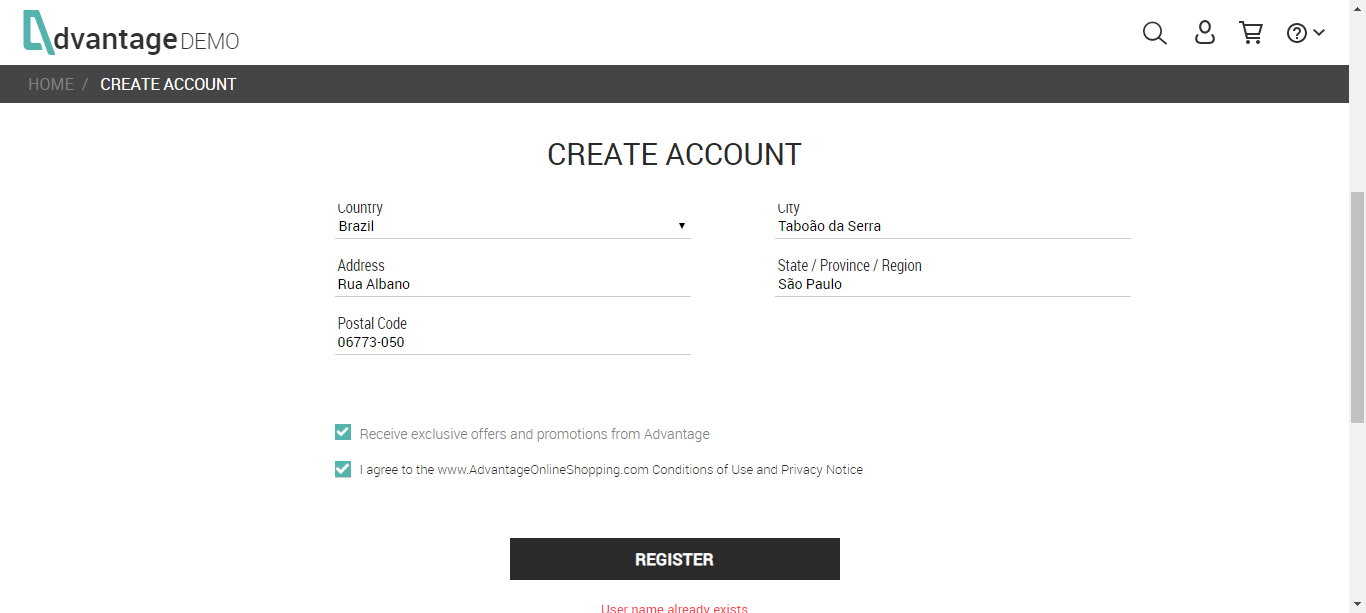 dvantage DEMO
HOME / CREATE ACCOUNT
CREATE ACCOUNT
Country
City
Brazil
Taboão da Serra
Address
State / Province / Region
Rua Albano
São Paulo
Postal Code
06773-050
Receive exclusive offers and promotions from Advantage
I agree to the www.AdvantageOnlineShopping.com Conditions of Use and Privacy Notice
REGISTER
User name already exists